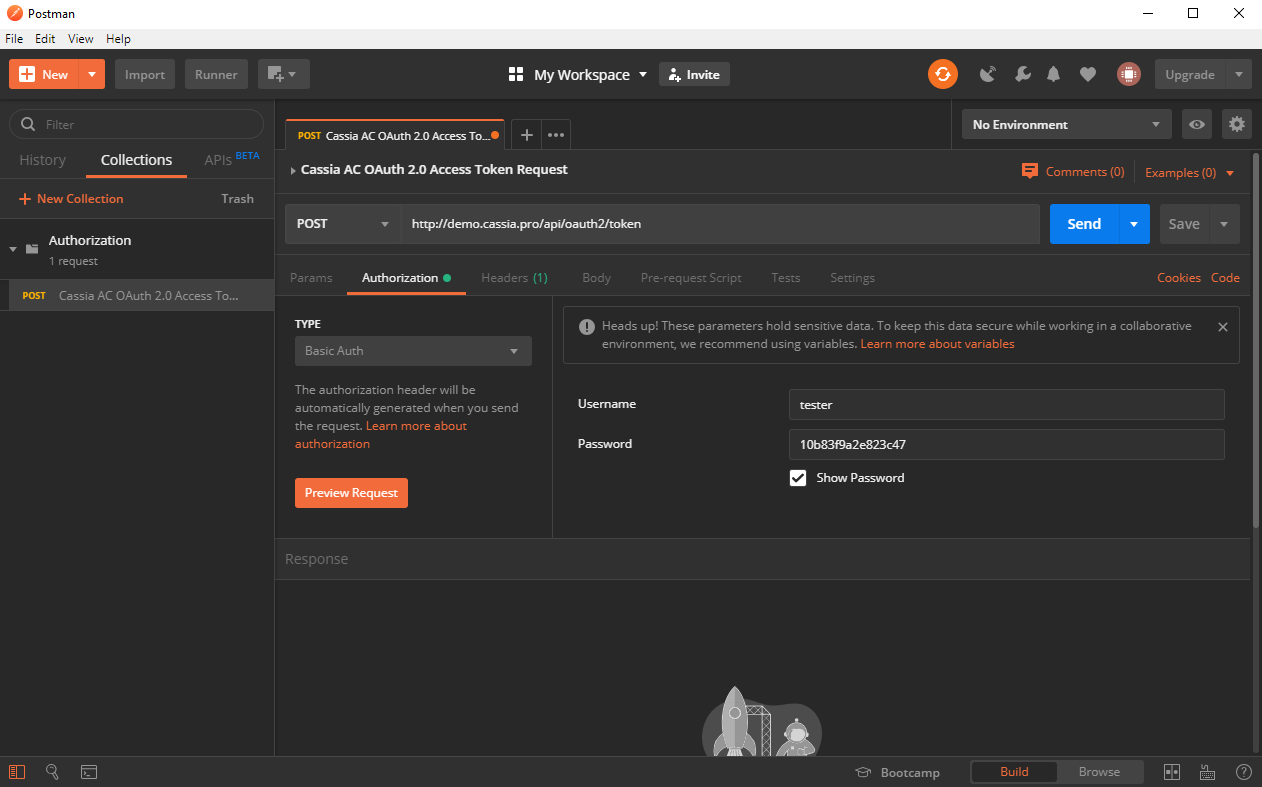 Postman
File Edit View Help
New Import Runner My Workspace Invite Upgrade
Filter
History Collections APIs BETA
New Collection Trash
Authorization
1 request
POST Cassia AC OAuth 2.0 Access To...
POST Cassia AC OAuth 2.0 Access To...
No Environment
Cassia AC OAuth 2.0 Access Token Request
Comments (0) Examples (0)
POST http://demo.cassia.pro/api/oauth2/token Send Save
Params Authorization Headers (1) Body Pre-request Script Tests Settings Cookies Code
TYPE
Basic Auth
The authorization header will be
automatically generated when you send
the request. Learn more about
authorization
Preview Request
Heads up! These parameters hold sensitive data. To keep this data secure while working in a collaborative
environment, we recommend using variables. Learn more about variables
Username tester
Password 10b83f9a2e823c47
Show Password
Response
Bootcamp Build Browse